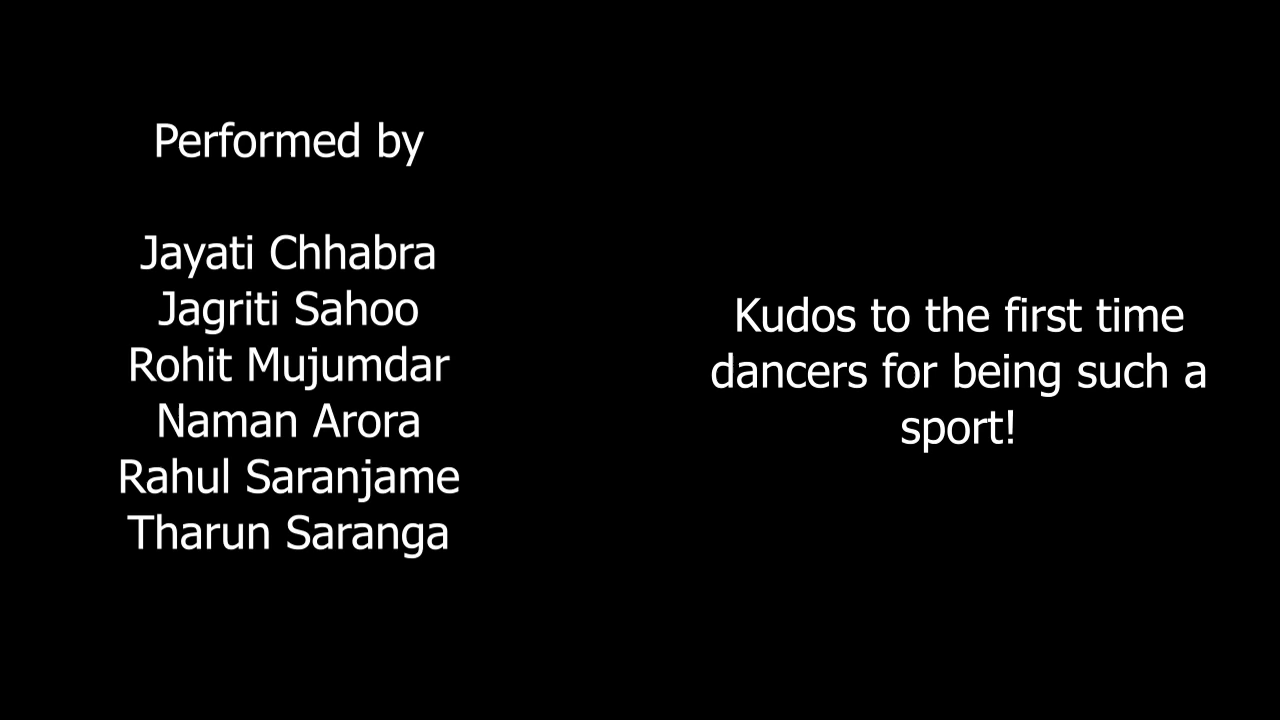 Performed by
Jayati Chhabra
Jagriti Sahoo
Rohit Mujumdar
Naman Arora
Rahul Saranjame
Tharun Saranga
Kudos to the first time
dancers for being such a
sport!